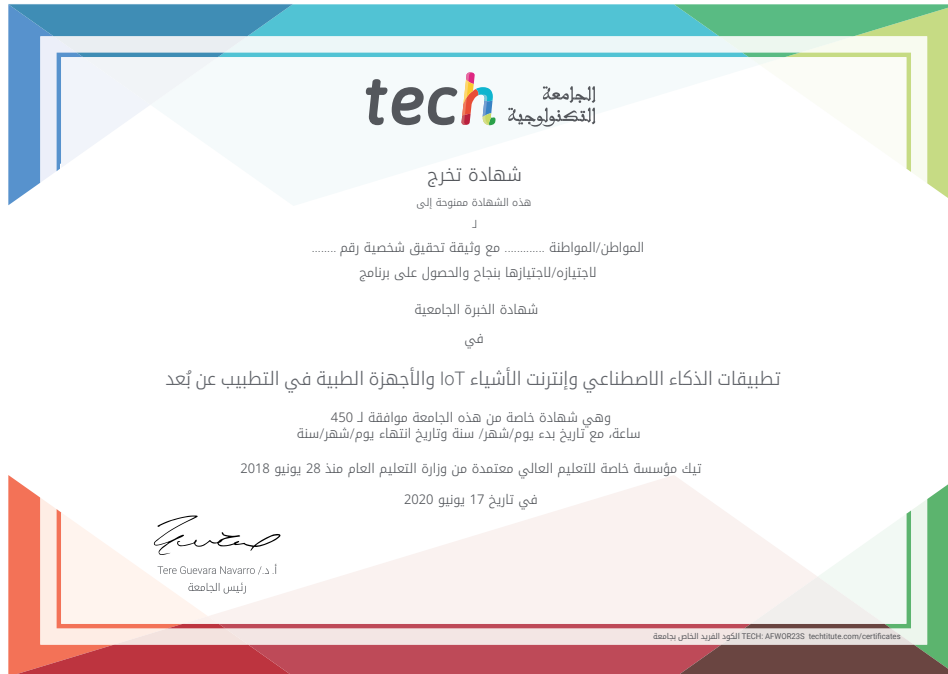 tech
الجامعة
التكنولوجية
شهادة تخرج
هذه الشهادة ممنوحة إلى
لـ
المواطن/المواطنة ............. مع وثيقة تحقيق شخصية رقم ........
لاجتيازه/لاجتيازها بنجاح والحصول على برنامج
شهادة الخبرة الجامعية
في
تطبيقات الذكاء الاصطناعي وإنترنت الأشياء IoT والأجهزة الطبية في التطبيب عن بُعد
وهي شهادة خاصة من هذه الجامعة موافقة لـ 450
ساعة، مع تاريخ بدء يوم/شهر/ سنة وتاريخ انتهاء يوم/شهر/سنة
تيك مؤسسة خاصة للتعليم العالي معتمدة من وزارة التعليم العام منذ 28 يونيو 2018
في تاريخ 17 يونيو 2020
أ. د./ Tere Guevara Navarro
رئيس الجامعة
الكود الفريد الخاص بجامعة TECH: AFWOR23S techtitute.com/certificates